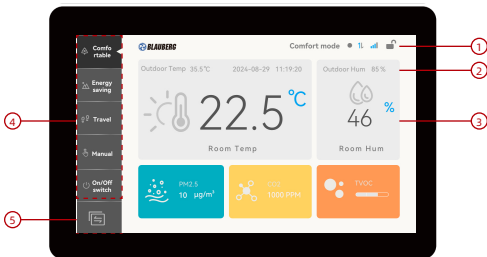 Comfo
rtable
BLAUBERG
Comfort mode
1
Outdoor Temp 35.5℃
2024-08-29 11:19:20
Outdoor Hum 85%
2
Energy
saving
22.5 ℃
46 %
3
4
Travel
Manual
Room Temp
Room Hum
On/Off
switch
PM2.5
10 μg/m³
CO2
1000 PPM
TVOC
5